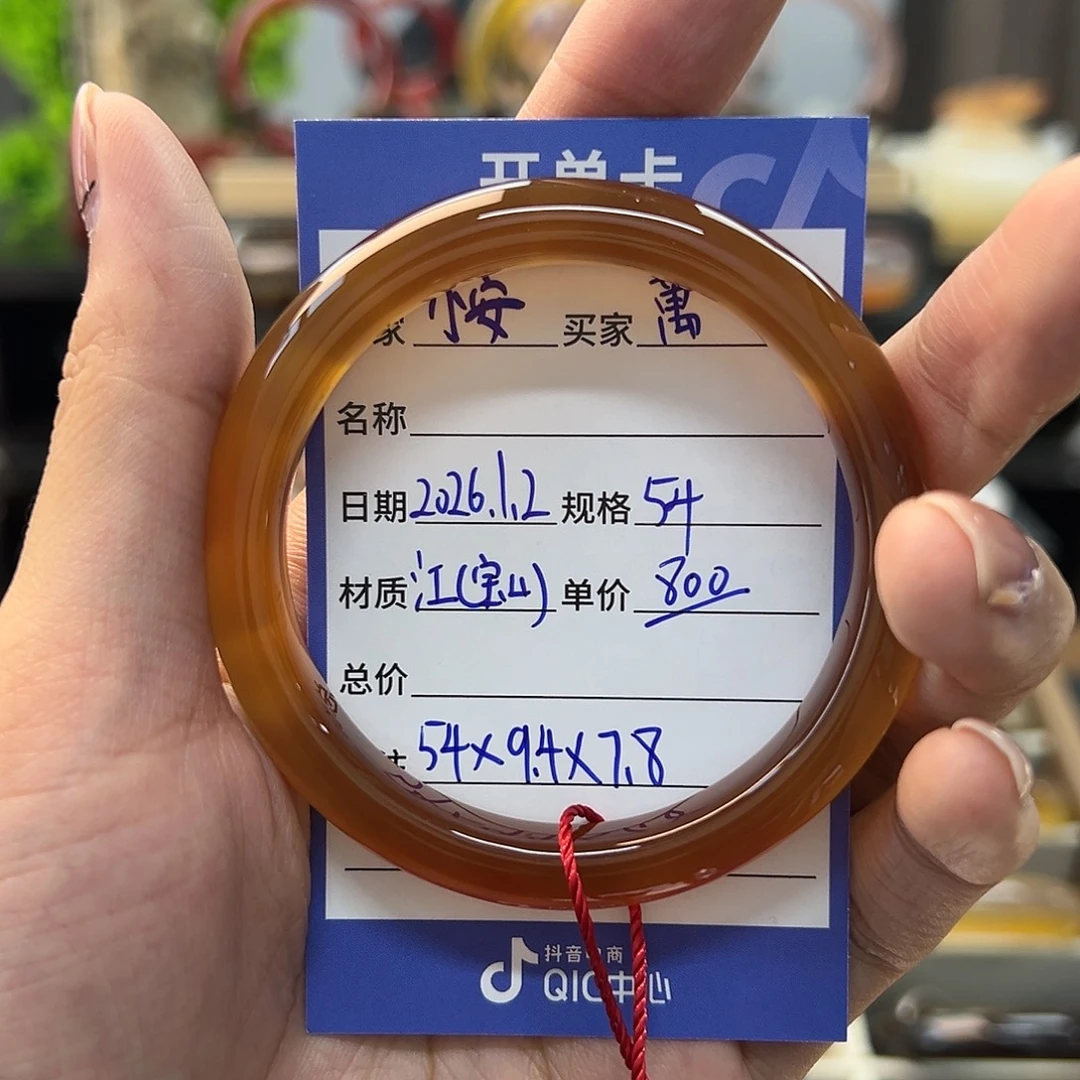 开单卡
家 小安 买家 萬
名称
日期 2026.1.2 规格 54
材质 江(宝山) 单价 800
总价
54×9.4×7.8
抖音电商
QIC中心